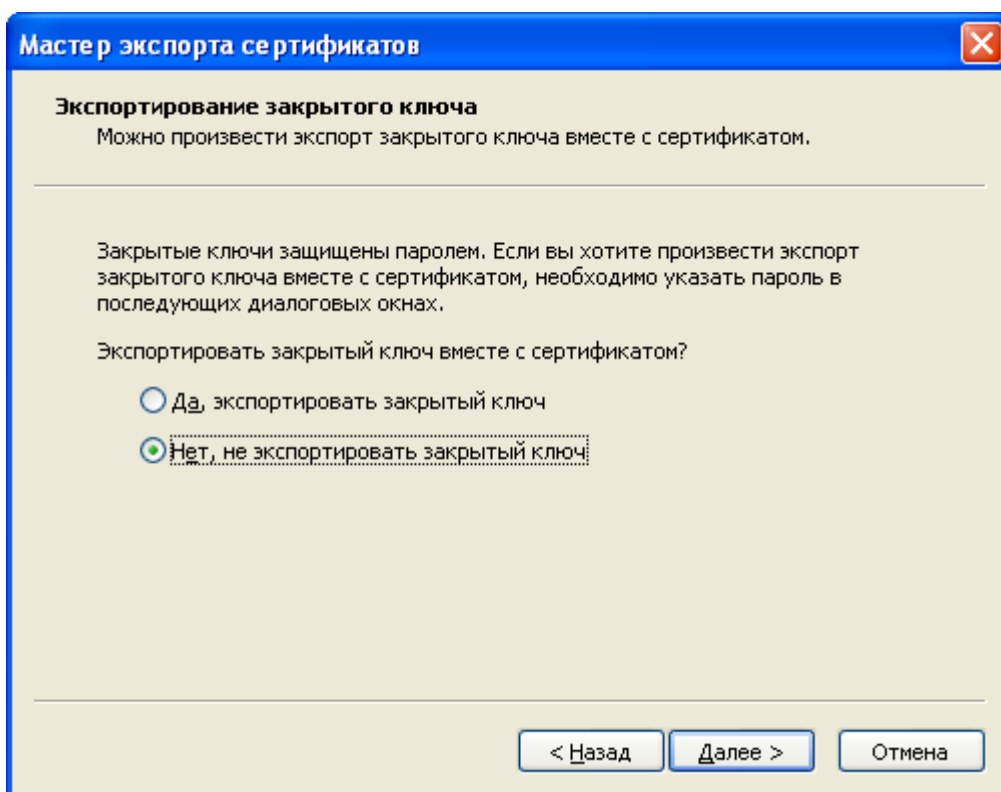 Мастер экспорта сертификатов
Экспортирование закрытого ключа
Можно произвести экспорт закрытого ключа вместе с сертификатом.
Закрытые ключи защищены паролем. Если вы хотите произвести экспорт
закрытого ключа вместе с сертификатом, необходимо указать пароль в
последующих диалоговых окнах.
Экспортировать закрытый ключ вместе с сертификатом?
Да, экспортировать закрытый ключ
Нет, не экспортировать закрытый ключ
< Назад Далее > Отмена